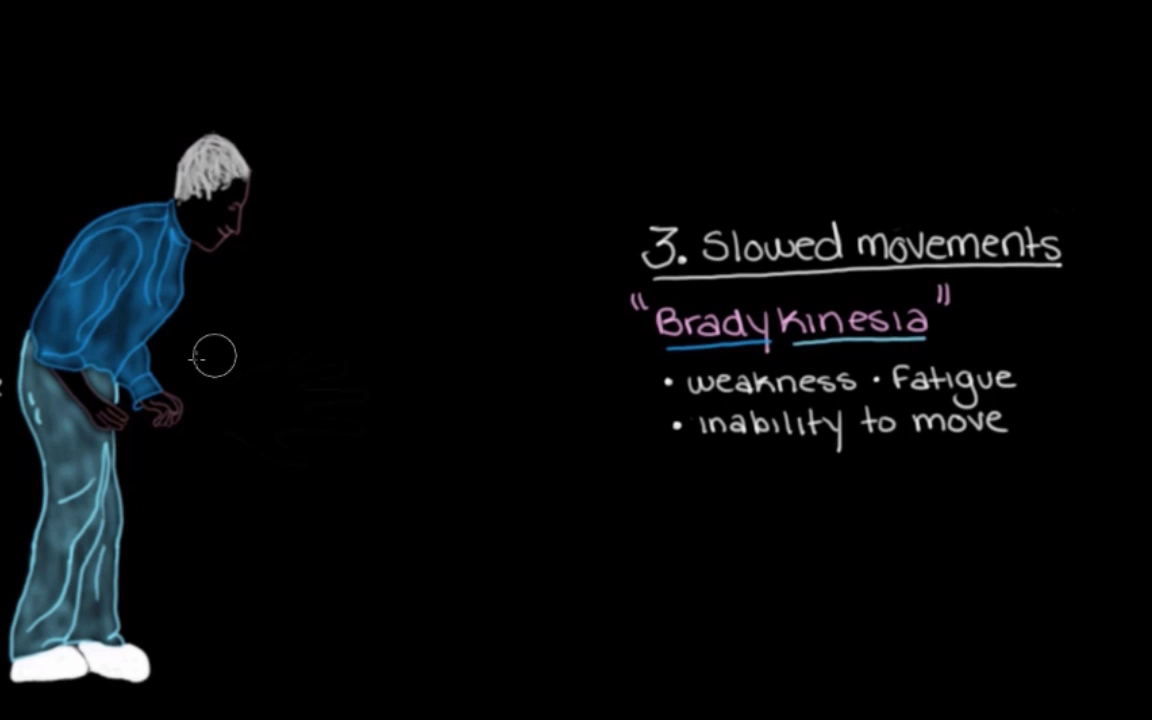 3. Slowed movements
"Bradykinesia"
• weakness • Fatigue
• inability to move